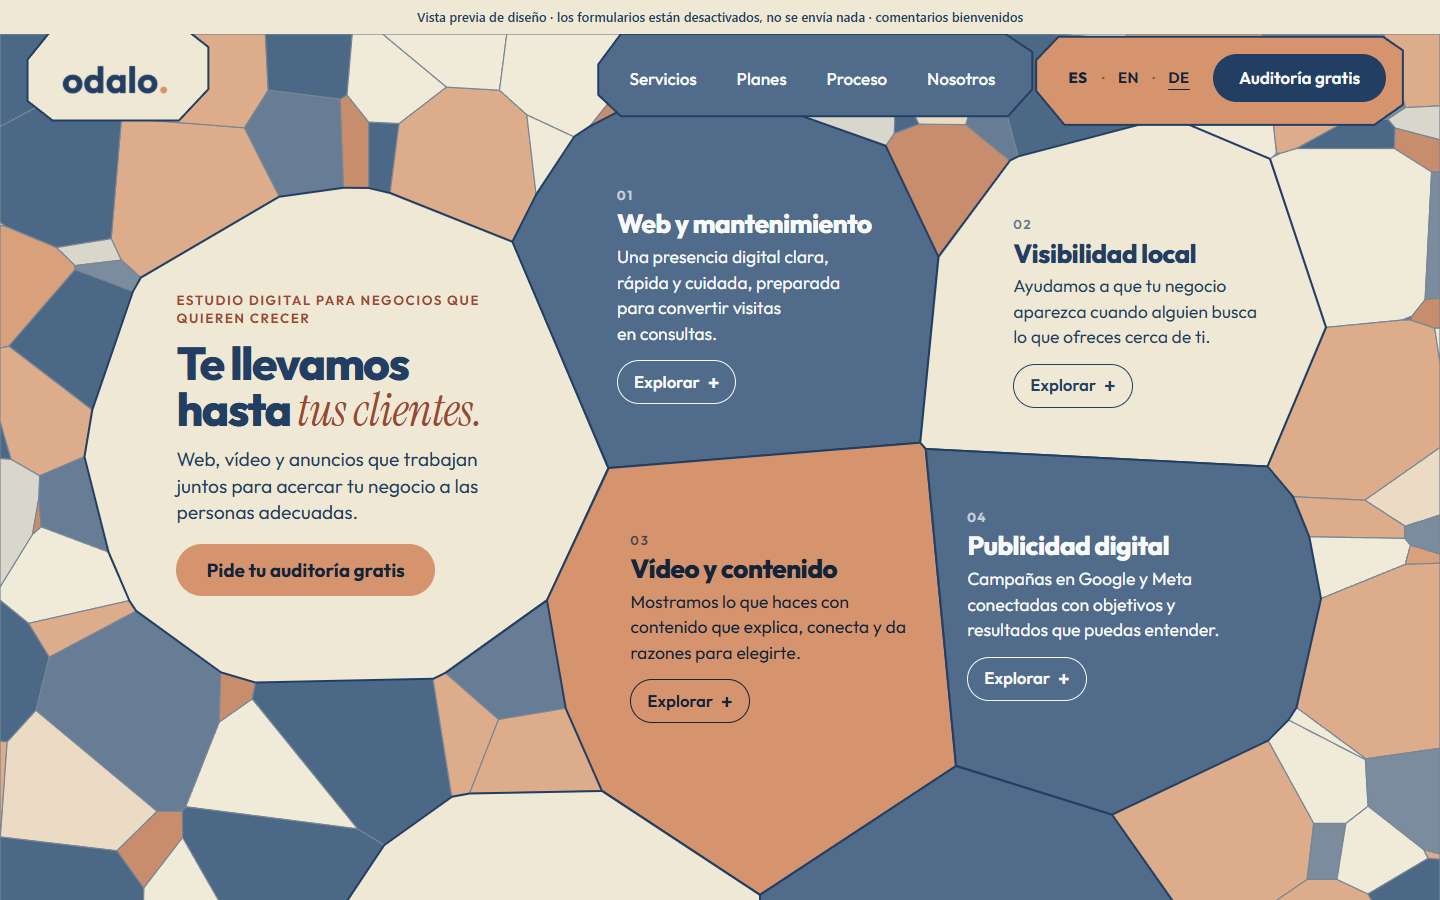 Vista previa de diseño · los formularios están desactivados, no se envía nada · comentarios bienvenidos
odalo.
Servicios Planes Proceso Nosotros
ES · EN · DE
Auditoría gratis
ESTUDIO DIGITAL PARA NEGOCIOS QUE
QUIEREN CRECER
Te llevamos
hasta tus clientes.
Web, vídeo y anuncios que trabajan
juntos para acercar tu negocio a las
personas adecuadas.
Pide tu auditoría gratis
01
Web y mantenimiento
Una presencia digital clara,
rápida y cuidada, preparada
para convertir visitas
en consultas.
Explorar +
02
Visibilidad local
Ayudamos a que tu negocio
aparezca cuando alguien busca
lo que ofreces cerca de ti.
Explorar +
03
Vídeo y contenido
Mostramos lo que haces con
contenido que explica, conecta y da
razones para elegirte.
Explorar +
04
Publicidad digital
Campañas en Google y Meta
conectadas con objetivos y
resultados que puedas entender.
Explorar +